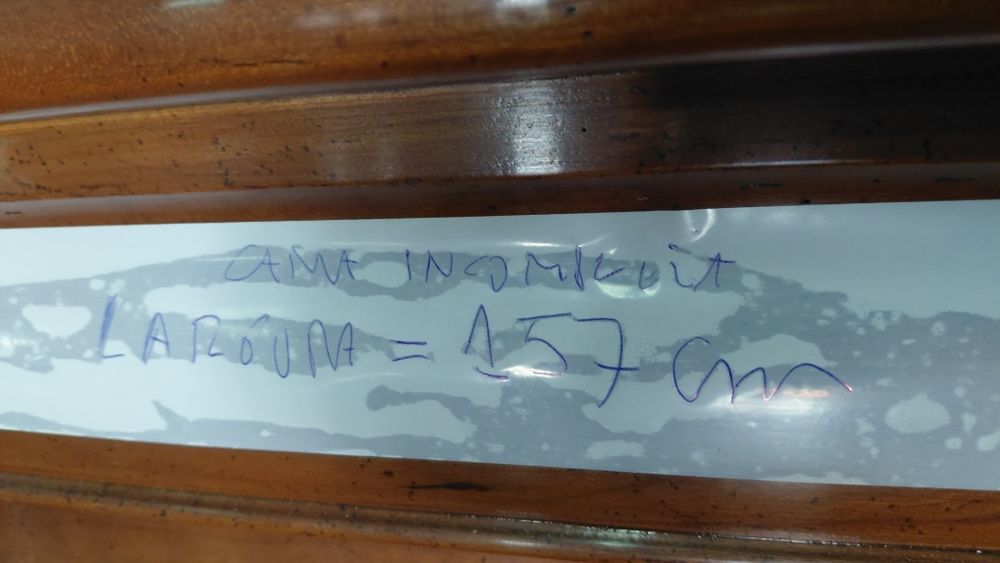 CAMA
LARGURA = 157 cm